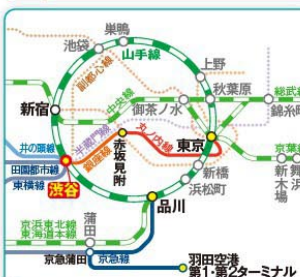 巣鴨
池袋
山手線
上野
副都心線
中央線
秋葉原
総武
新宿
御茶ノ水
錦糸町
半蔵門線
丸ノ内線
東京
井の頭線
銀座線
赤坂見附
京葉
田園都市線
新橋
東横線
渋谷
浜松町
新木場
舞
品川
京浜東北線
東海道本線
蒲田
京急蒲田
京急線
羽田空港
第1・第2ターミナル